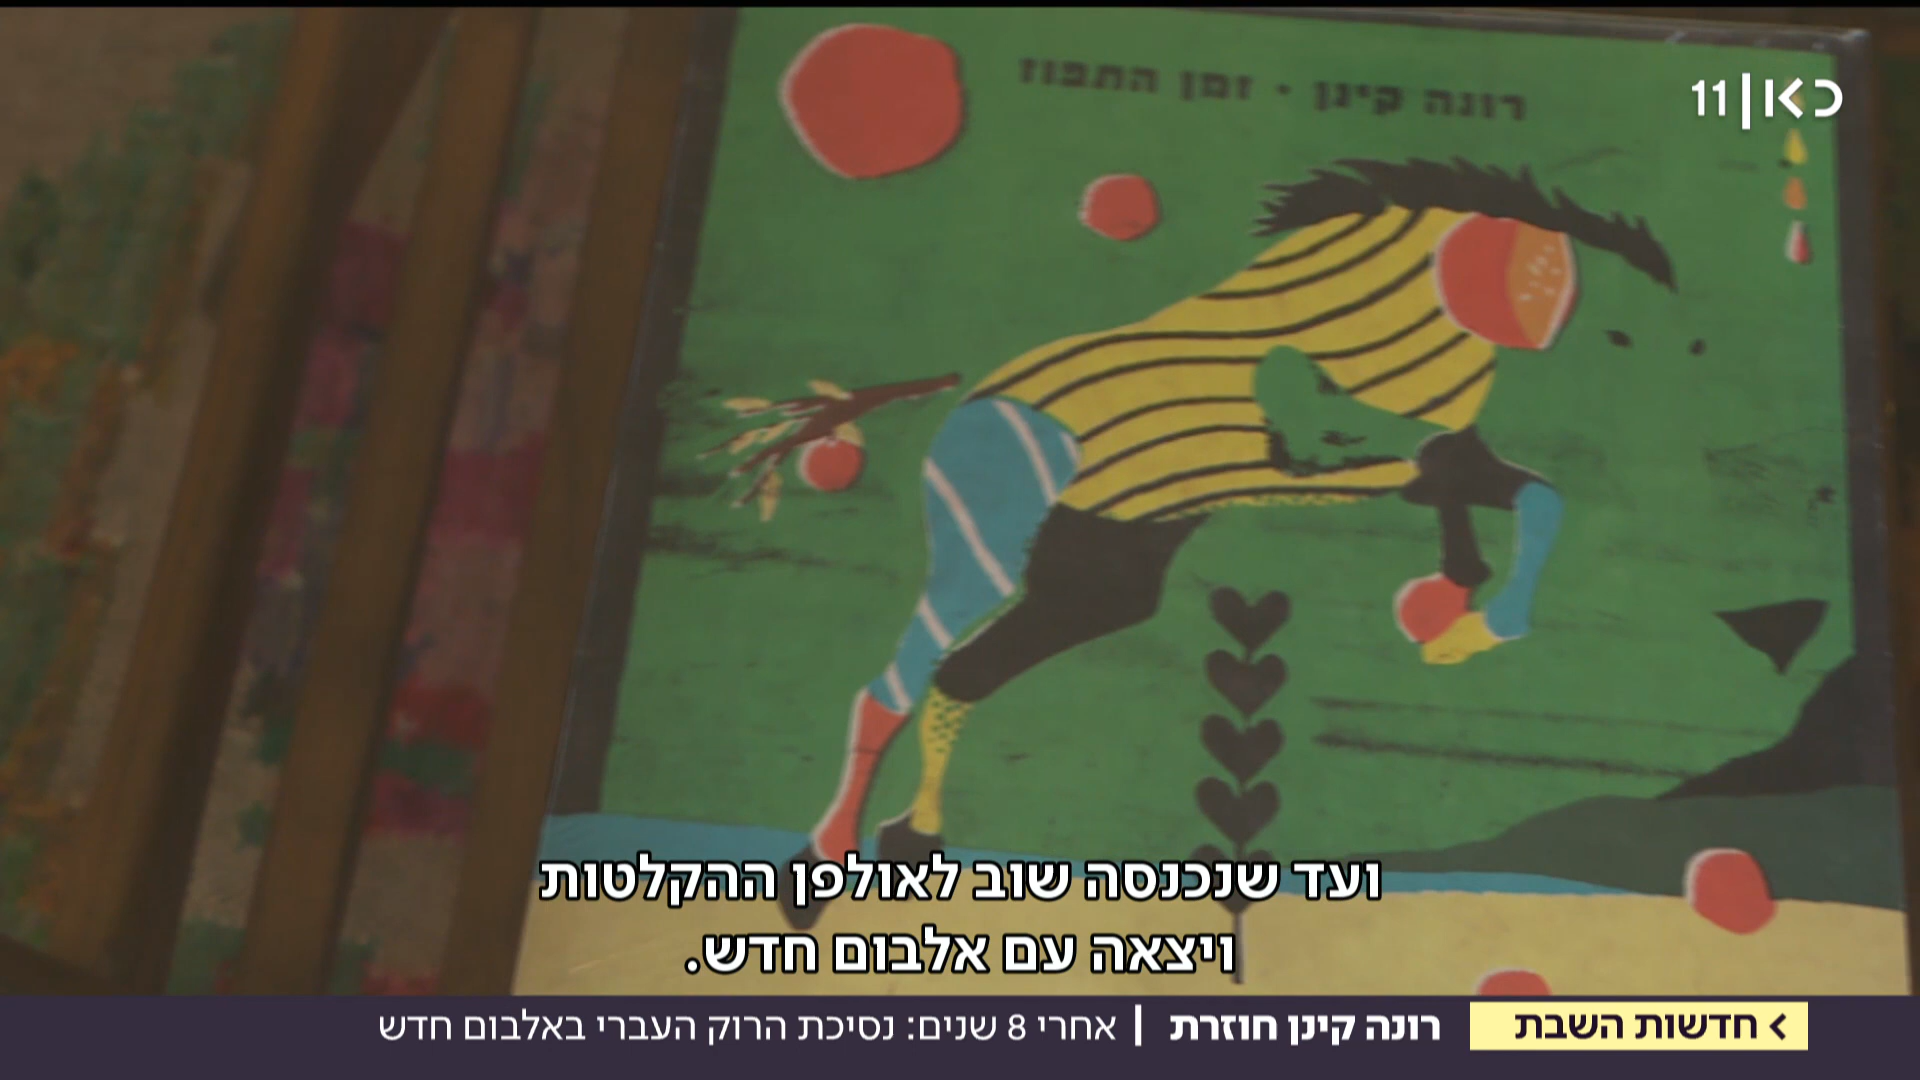 רונה קינן • זמן התפוז
כאן|11
ועד שנכנסה שוב לאולפן ההקלטות
ויצאה עם אלבום חדש.
חדשות השבת
רונה קינן חוזרת | אחרי 8 שנים: נסיכת הרוק העברי באלבום חדש